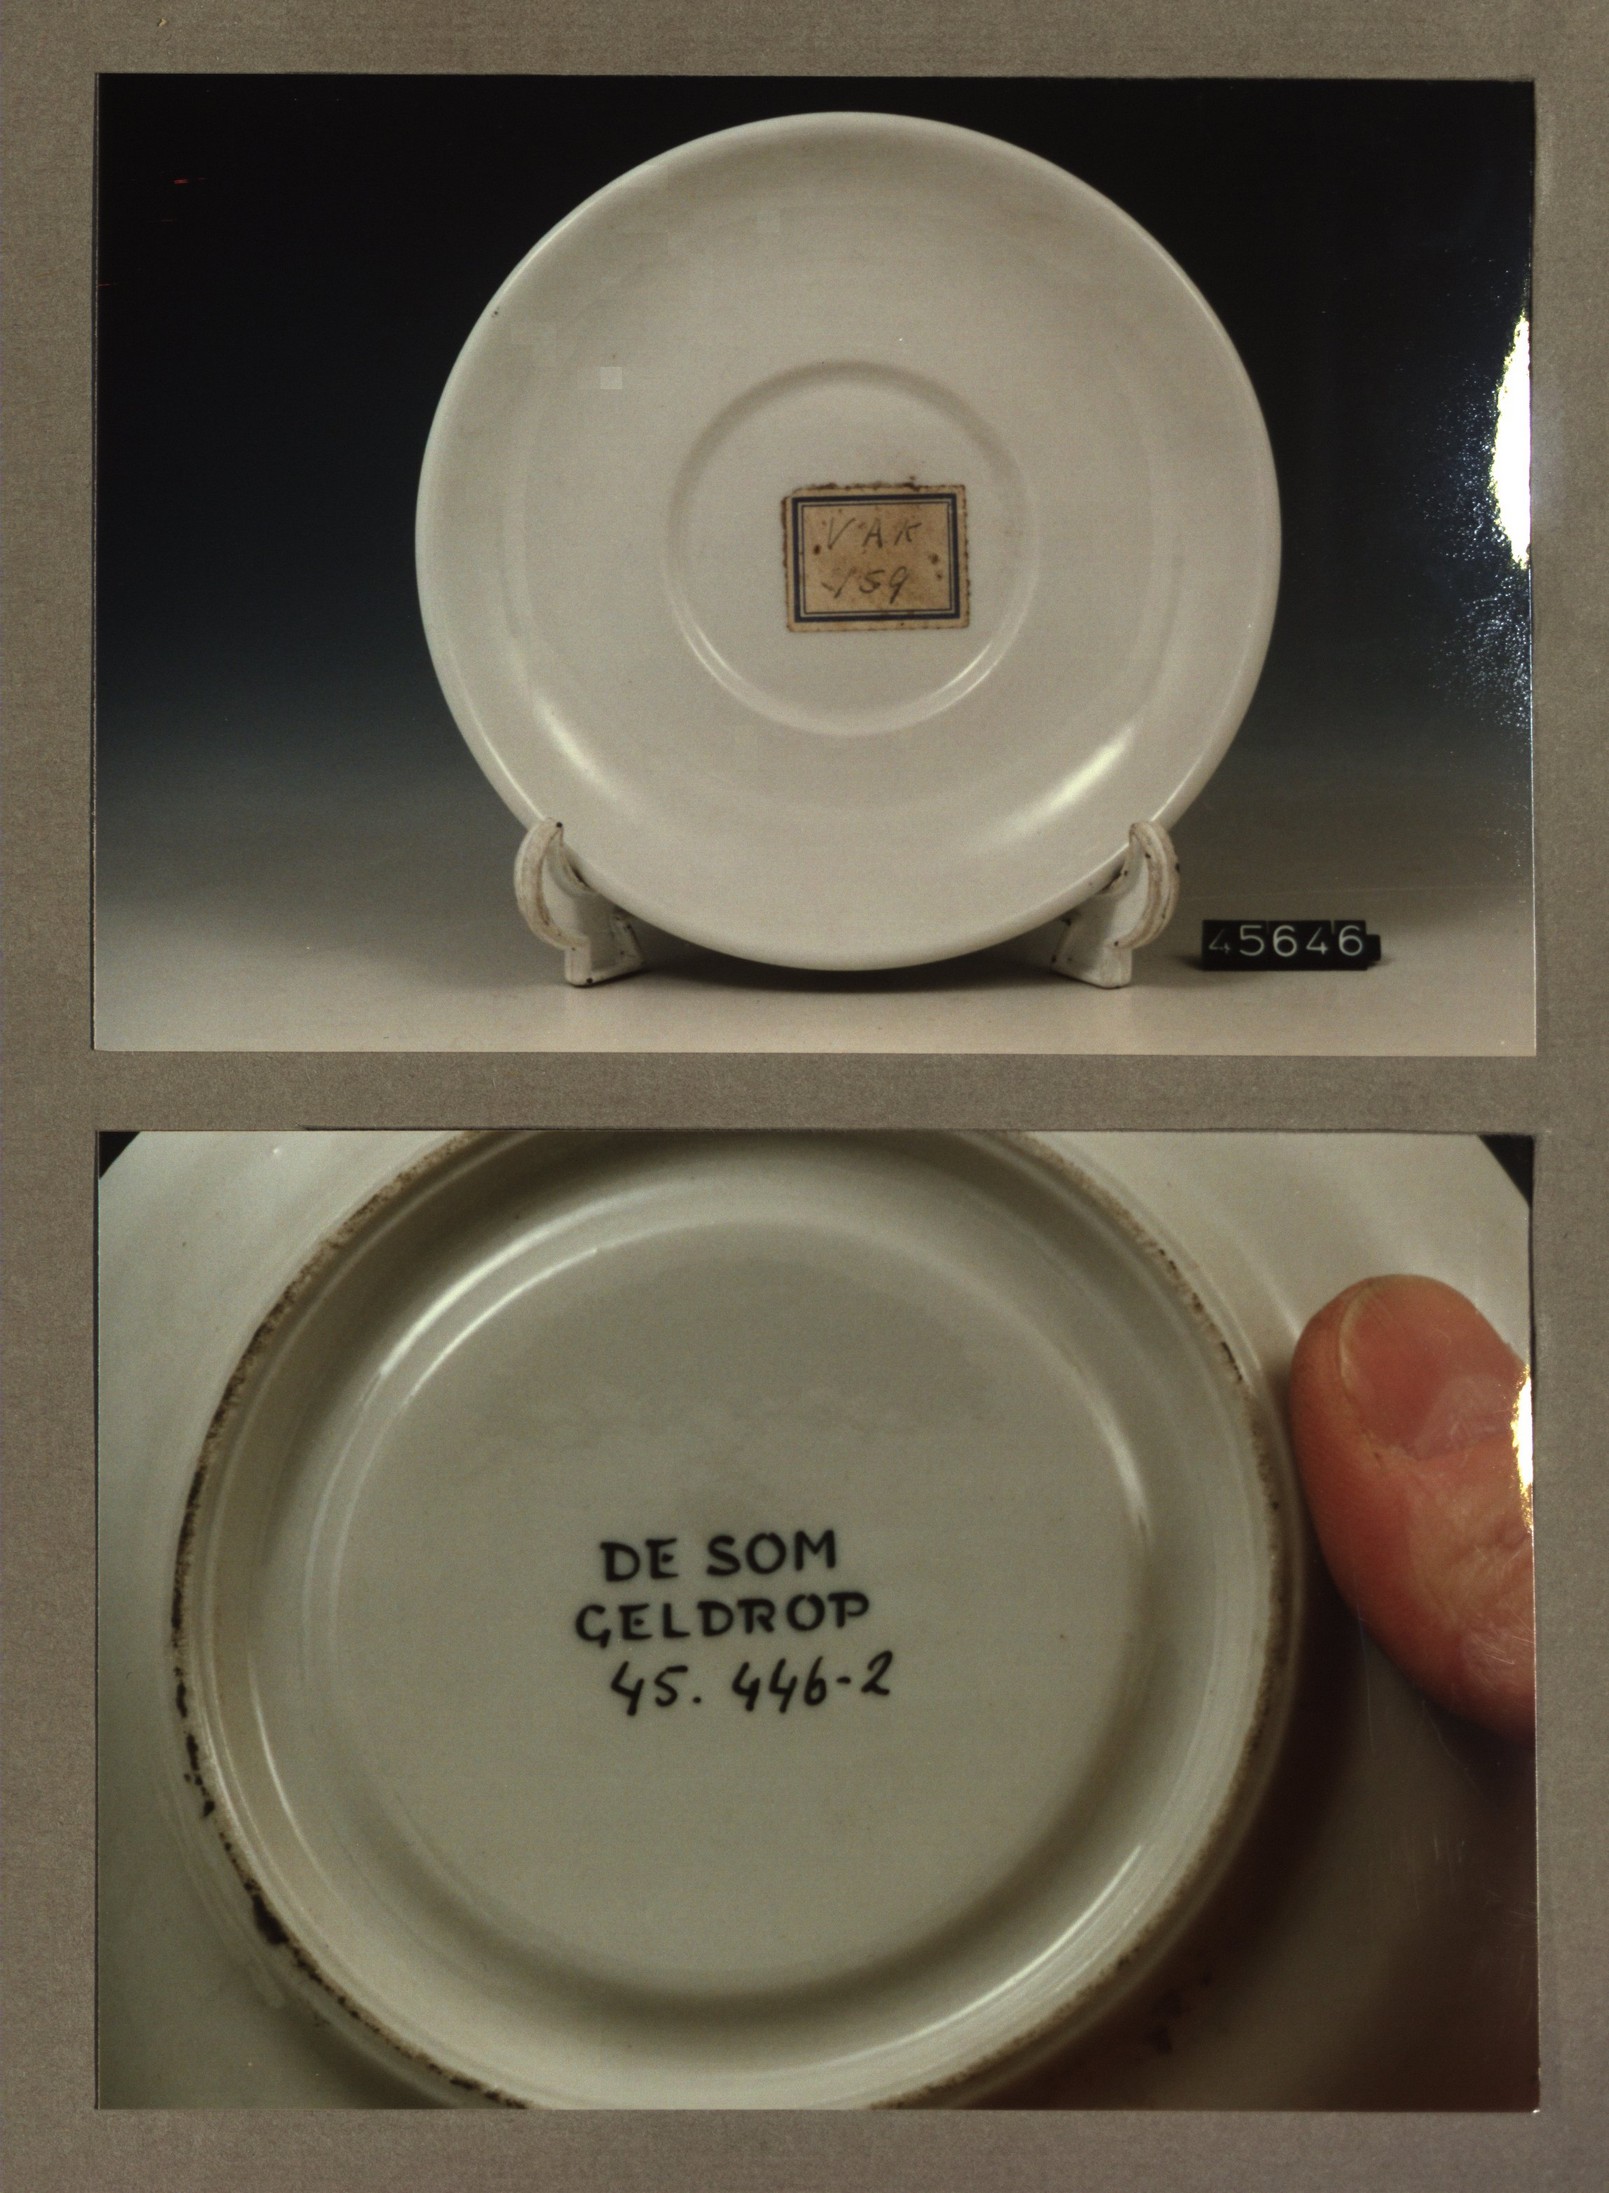 VAK
159
45646
DE SOM
GELDROP
45. 446-2